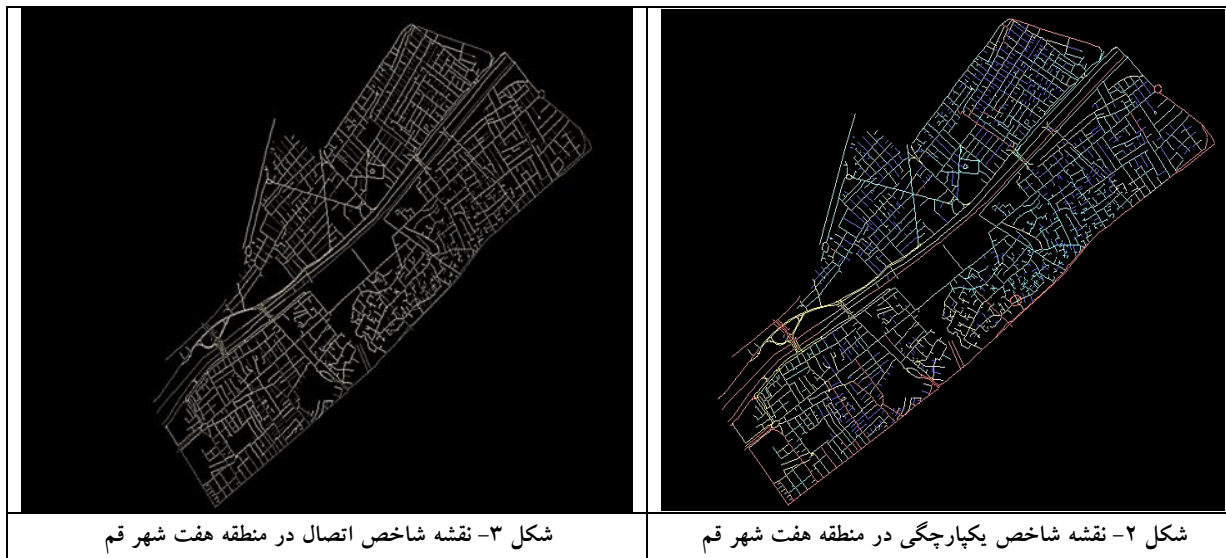 شکل ۲- نقشه شاخص یکپارچگی در منطقه هفت شهر قم
شکل ۳- نقشه شاخص اتصال در منطقه هفت شهر قم